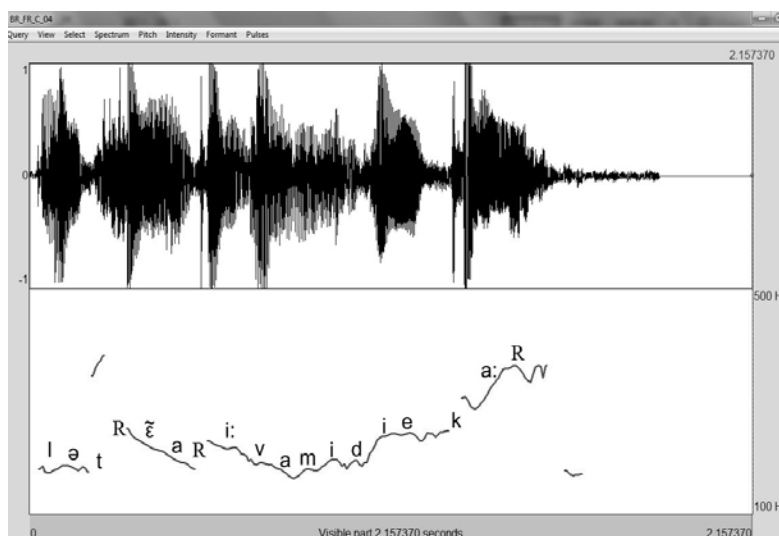 BR_FR_C_04
Query View Select Spectrum Pitch Intensity Formant Pulses
2.157370
1
0
-1
500 H
l ə t R ɛ̃ a R i: v a m i d i e k a: R
100 H
0 Visible part 2.157370 seconds 2.157370